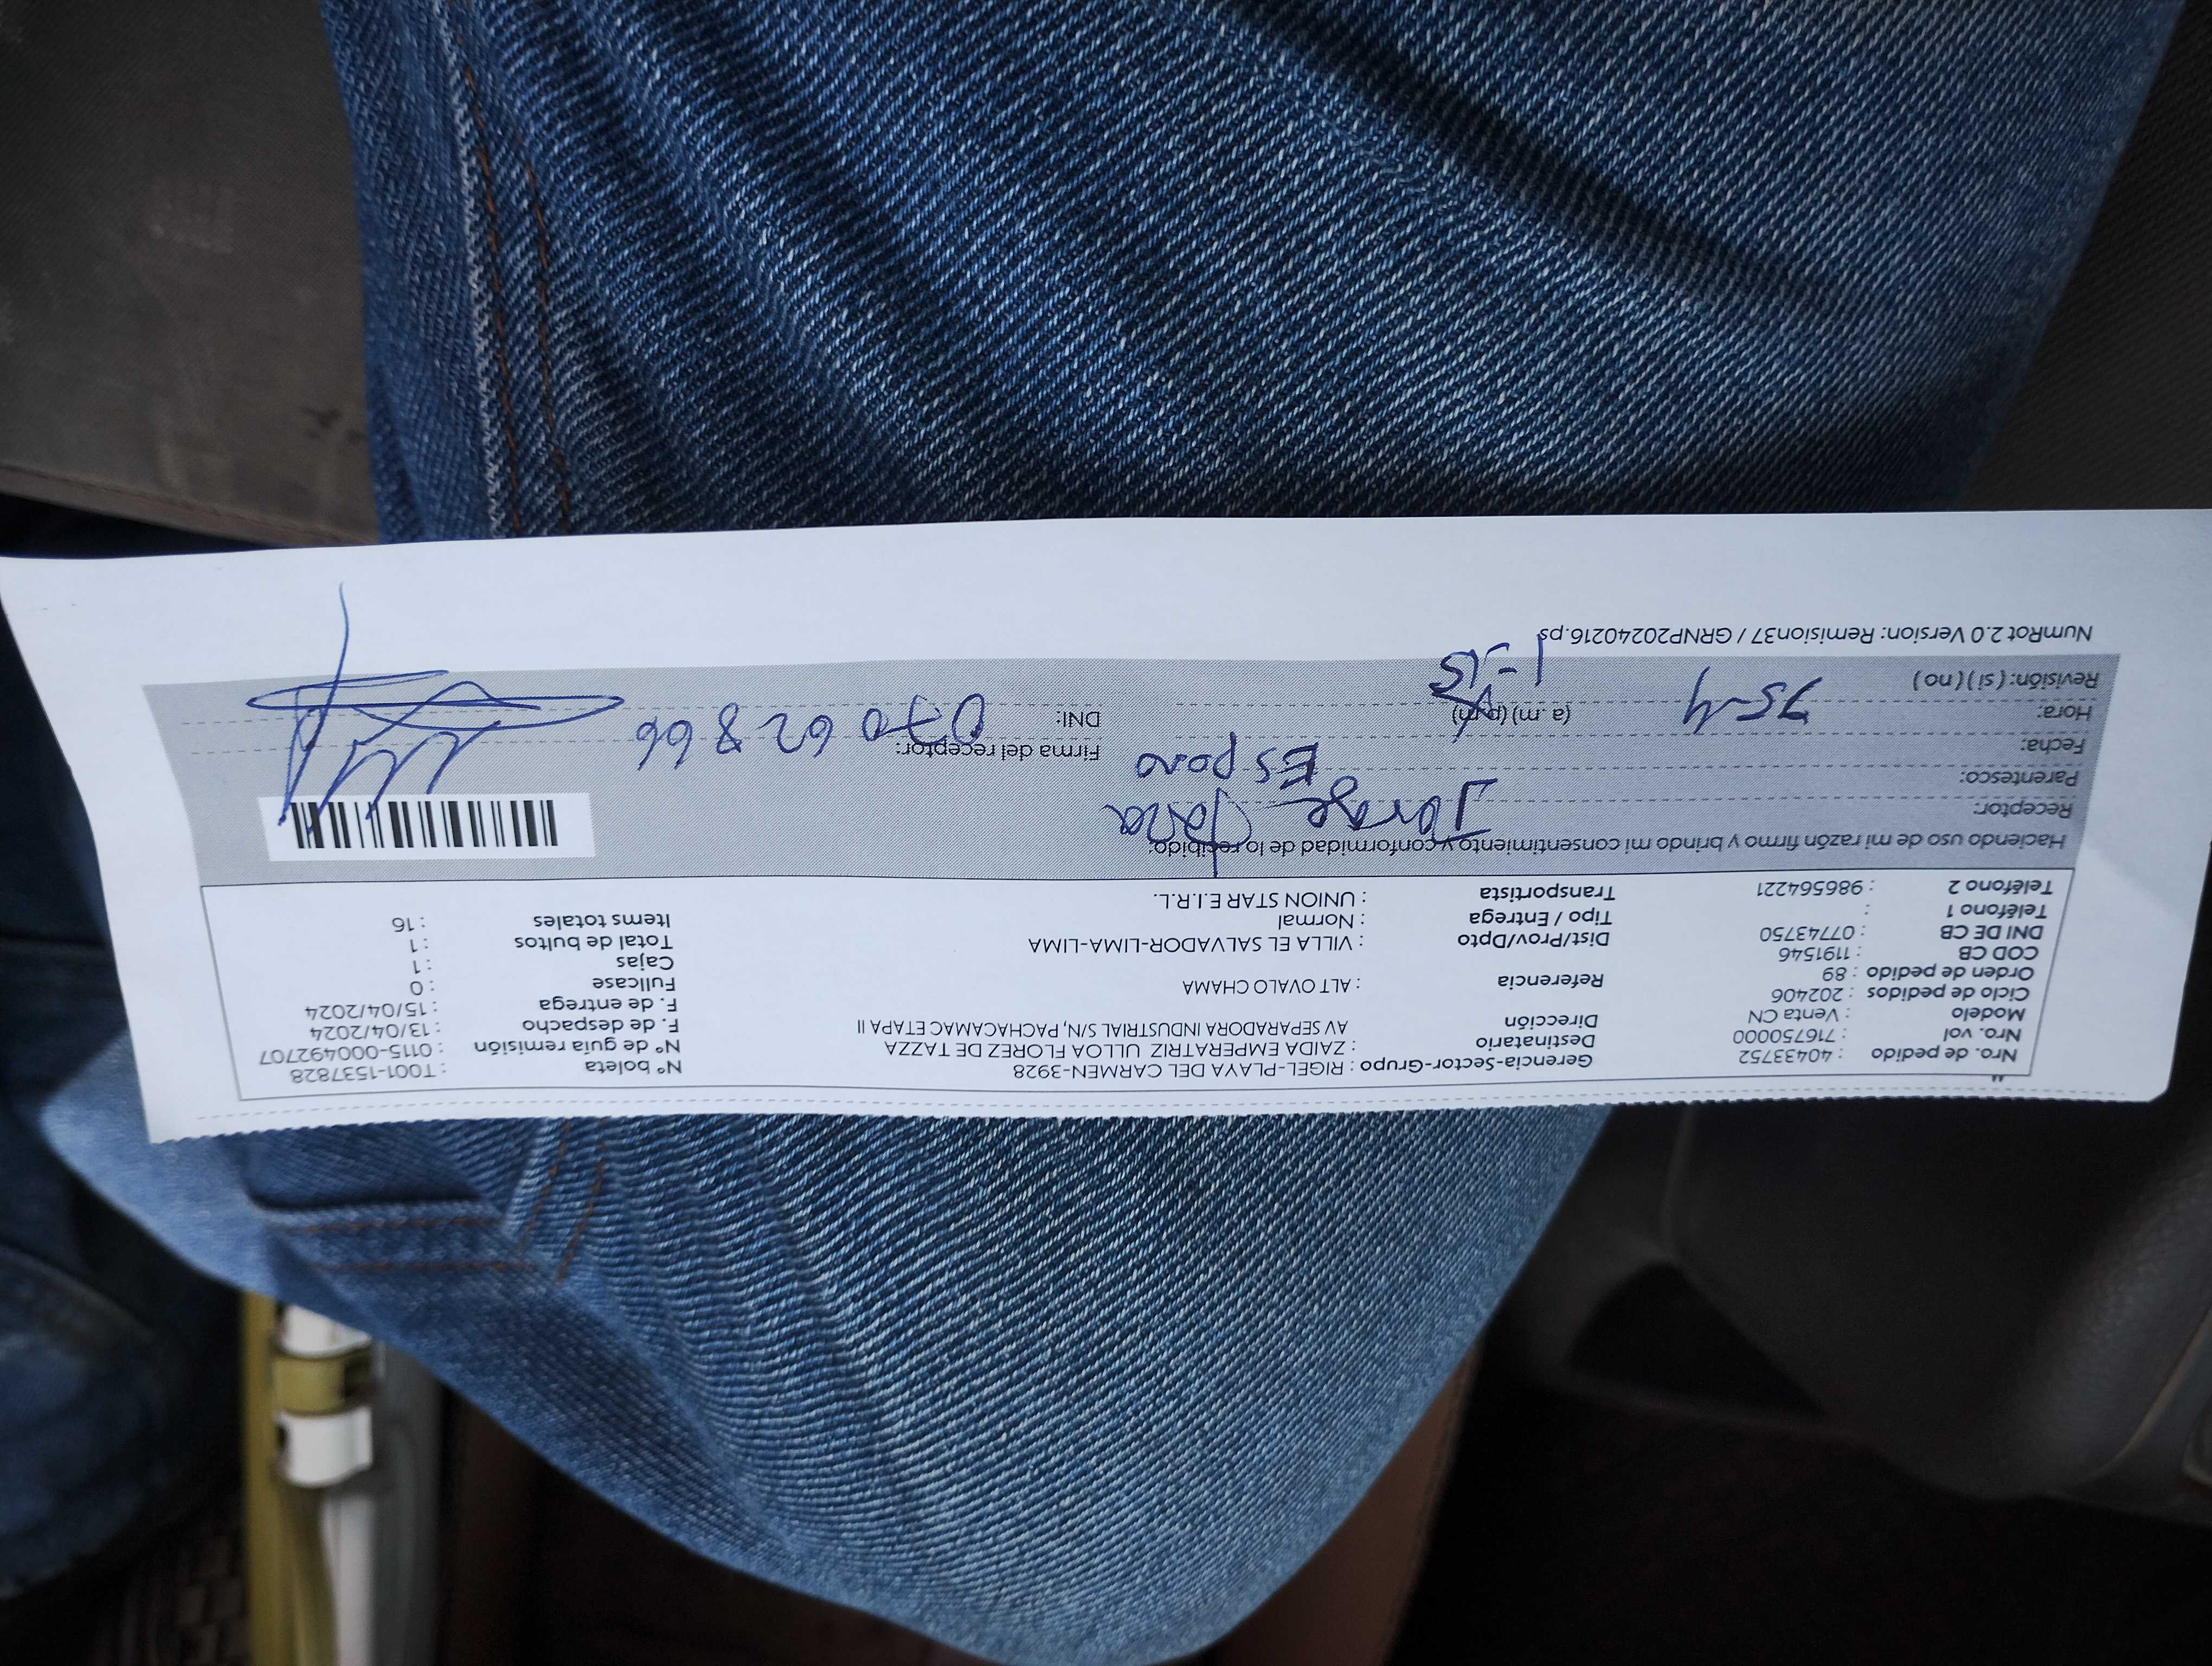 Nro. de pedido : 40433752 Gerencia-Sector-Grupo : RIGEL-PLAYA DEL CARMEN-3928 N° boleta : T001-1537828
Nro. vol : 716750000 Destinatario : ZAIDA EMPERATRIZ ULLOA FLOREZ DE TAZZA N° de guía remisión : 0115-000492707
Modelo : Venta CN Dirección AV SEPARADORA INDUSTRIAL S/N, PACHACAMAC ETAPA II F. de despacho : 13/04/2024
Ciclo de pedidos : 202406 F. de entrega : 15/04/2024
Orden de pedido : 89 Referencia : ALT OVALO CHAMA Fullcase : 0
COD CB : 1191546 Cajas : 1
DNI DE CB : 07743750 Dist/Prov/Dpto : VILLA EL SALVADOR-LIMA-LIMA Total de bultos : 1
Teléfono 1 : Tipo / Entrega : Normal Items totales : 16
Teléfono 2 : 986564221 Transportista : UNION STAR E.I.R.L.
Haciendo uso de mi razón firmo y brindo mi consentimiento y conformidad de lo recibido:
Receptor: Jorge
Parentesco: Esposo
Fecha: Firma del receptor:
Hora: 15-4 (a.m) (p.m) DNI: 07062866
Revisión: ( si ) ( no ) 1-15
NumRot 2.0 Version: Remision37 / GRNP20240216.ps